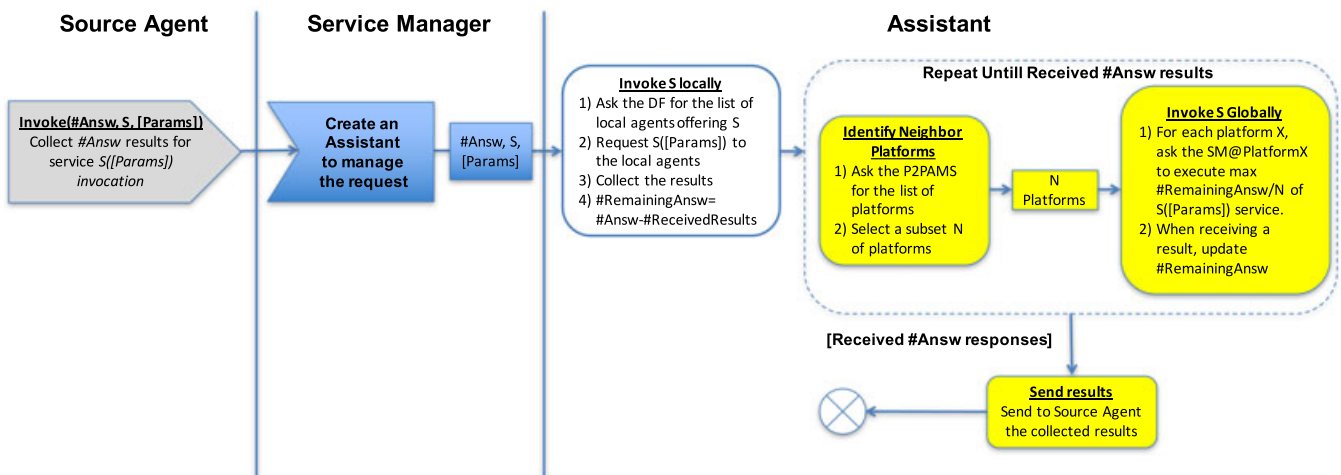 Source Agent
Service Manager
Assistant
Invoke(#Answ, S, [Params])
Collect #Answ results for
service S([Params])
invocation
Create an
Assistant
to manage
the request
#Answ, S,
[Params]
Invoke S locally
1) Ask the DF for the list of
local agents offering S
2) Request S([Params]) to
the local agents
3) Collect the results
4) #RemainingAnsw=
#Answ-#ReceivedResults
Repeat Untill Received #Answ results
Identify Neighbor
Platforms
1) Ask the P2PAMS
for the list of
platforms
2) Select a subset N
of platforms
N
Platforms
Invoke S Globally
1) For each platform X,
ask the SM@PlatformX
to execute max
#RemainingAnsw/N of
S([Params]) service.
2) When receiving a
result, update
#RemainingAnsw
[Received #Answ responses]
Send results
Send to Source Agent
the collected results